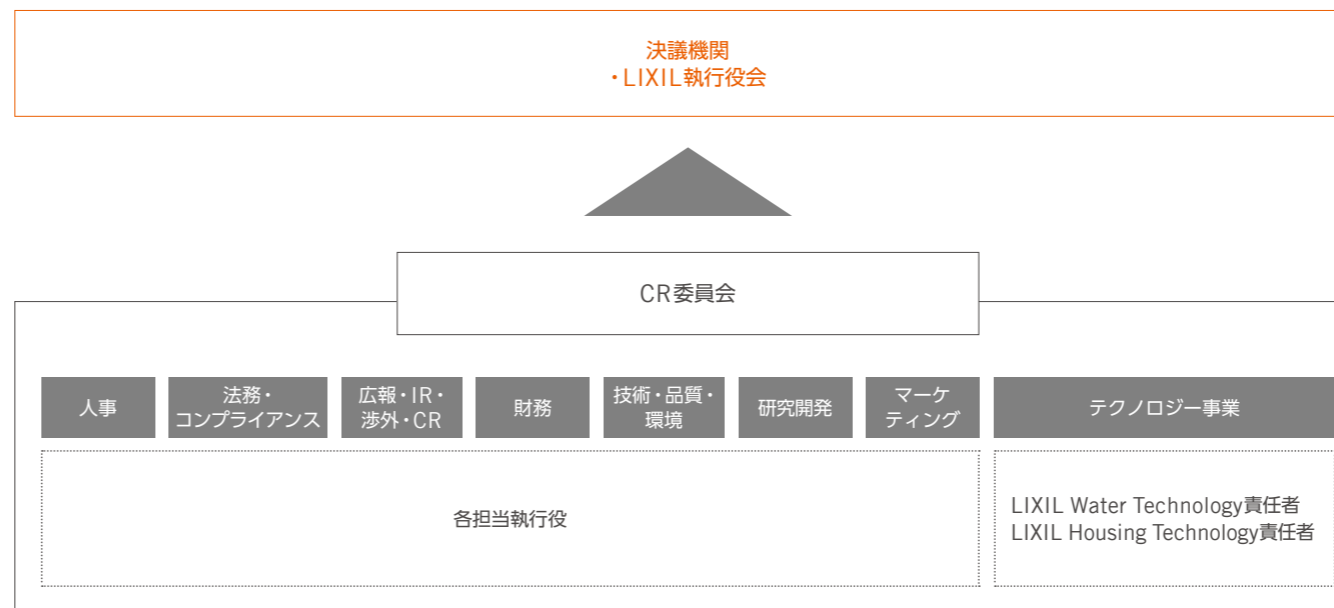 決議機関
・LIXIL執行役会
CR委員会
人事
法務・
コンプライアンス
広報・IR・
渉外・CR
財務
技術・品質・
環境
研究開発
マーケ
ティング
テクノロジー事業
各担当執行役
LIXIL Water Technology責任者
LIXIL Housing Technology責任者